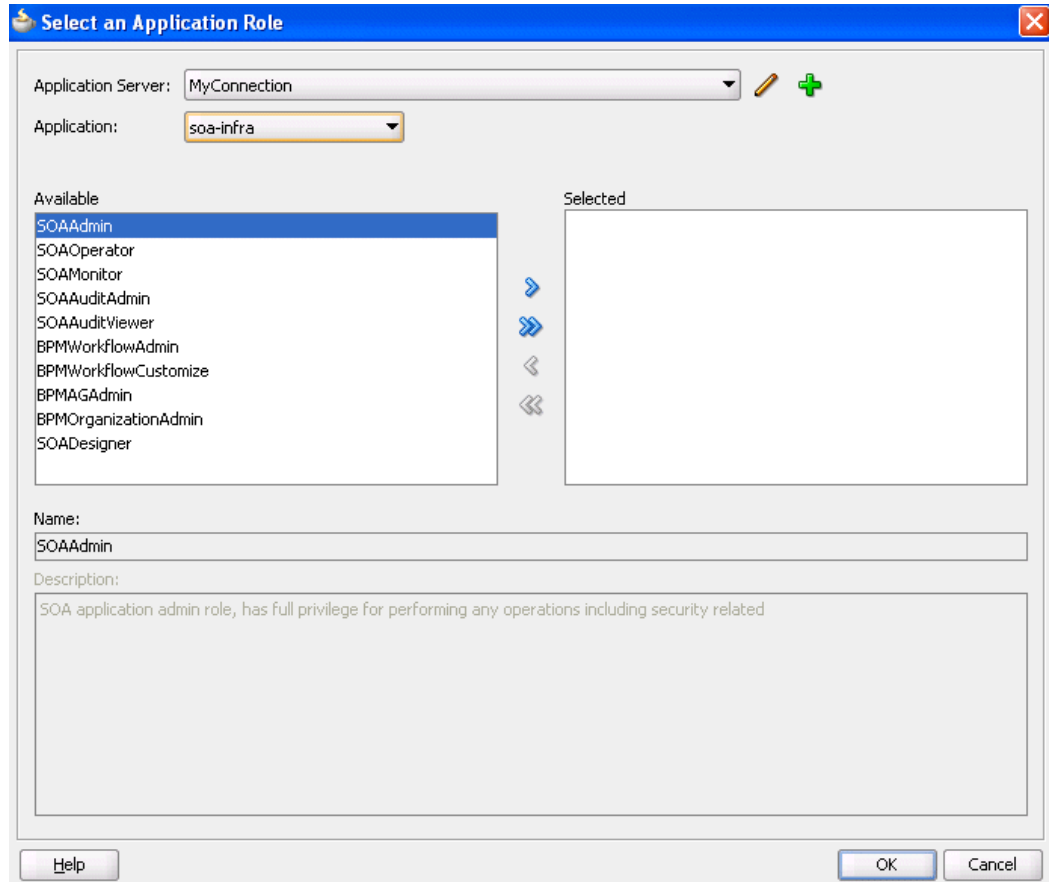 Select an Application Role
Application Server: MyConnection
Application: soa-infra
Available
SOAAdmin
SOAOperator
SOAMonitor
SOAAuditAdmin
SOAAuditViewer
BPMWorkflowAdmin
BPMWorkflowCustomize
BPMAGAdmin
BPMOrganizationAdmin
SOADesigner
Selected
Name:
SOAAdmin
Description:
SOA application admin role, has full privilege for performing any operations including security related
Help
OK
Cancel